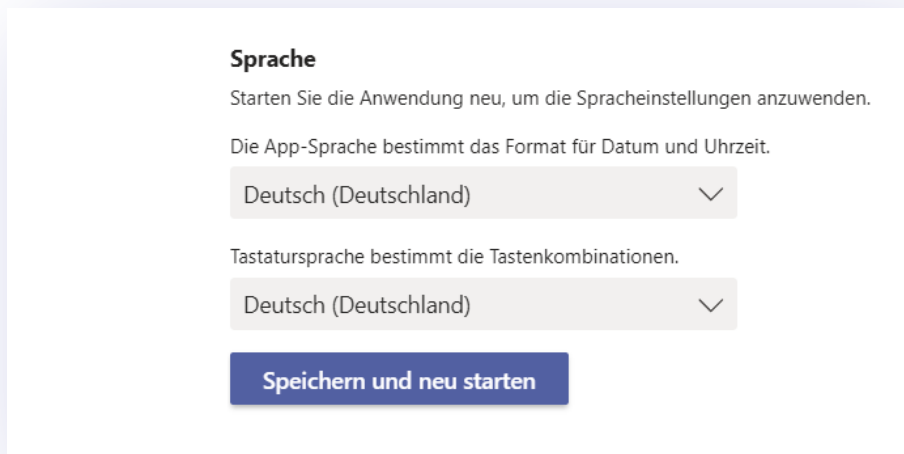 Sprache
Starten Sie die Anwendung neu, um die Spracheinstellungen anzuwenden.
Die App-Sprache bestimmt das Format für Datum und Uhrzeit.
Deutsch (Deutschland)
Tastatursprache bestimmt die Tastenkombinationen.
Deutsch (Deutschland)
Speichern und neu starten